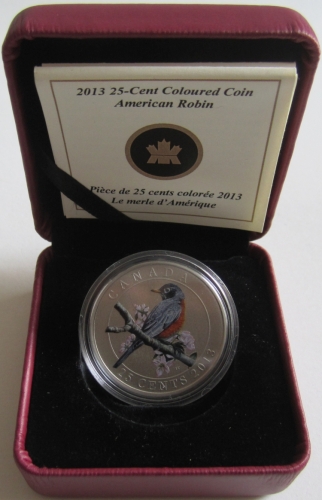 2013 25-Cent Coloured Coin
American Robin
Pièce de 25 cents colorée 2013
Le merle d'Amérique
CANADA
25 CENTS 2013